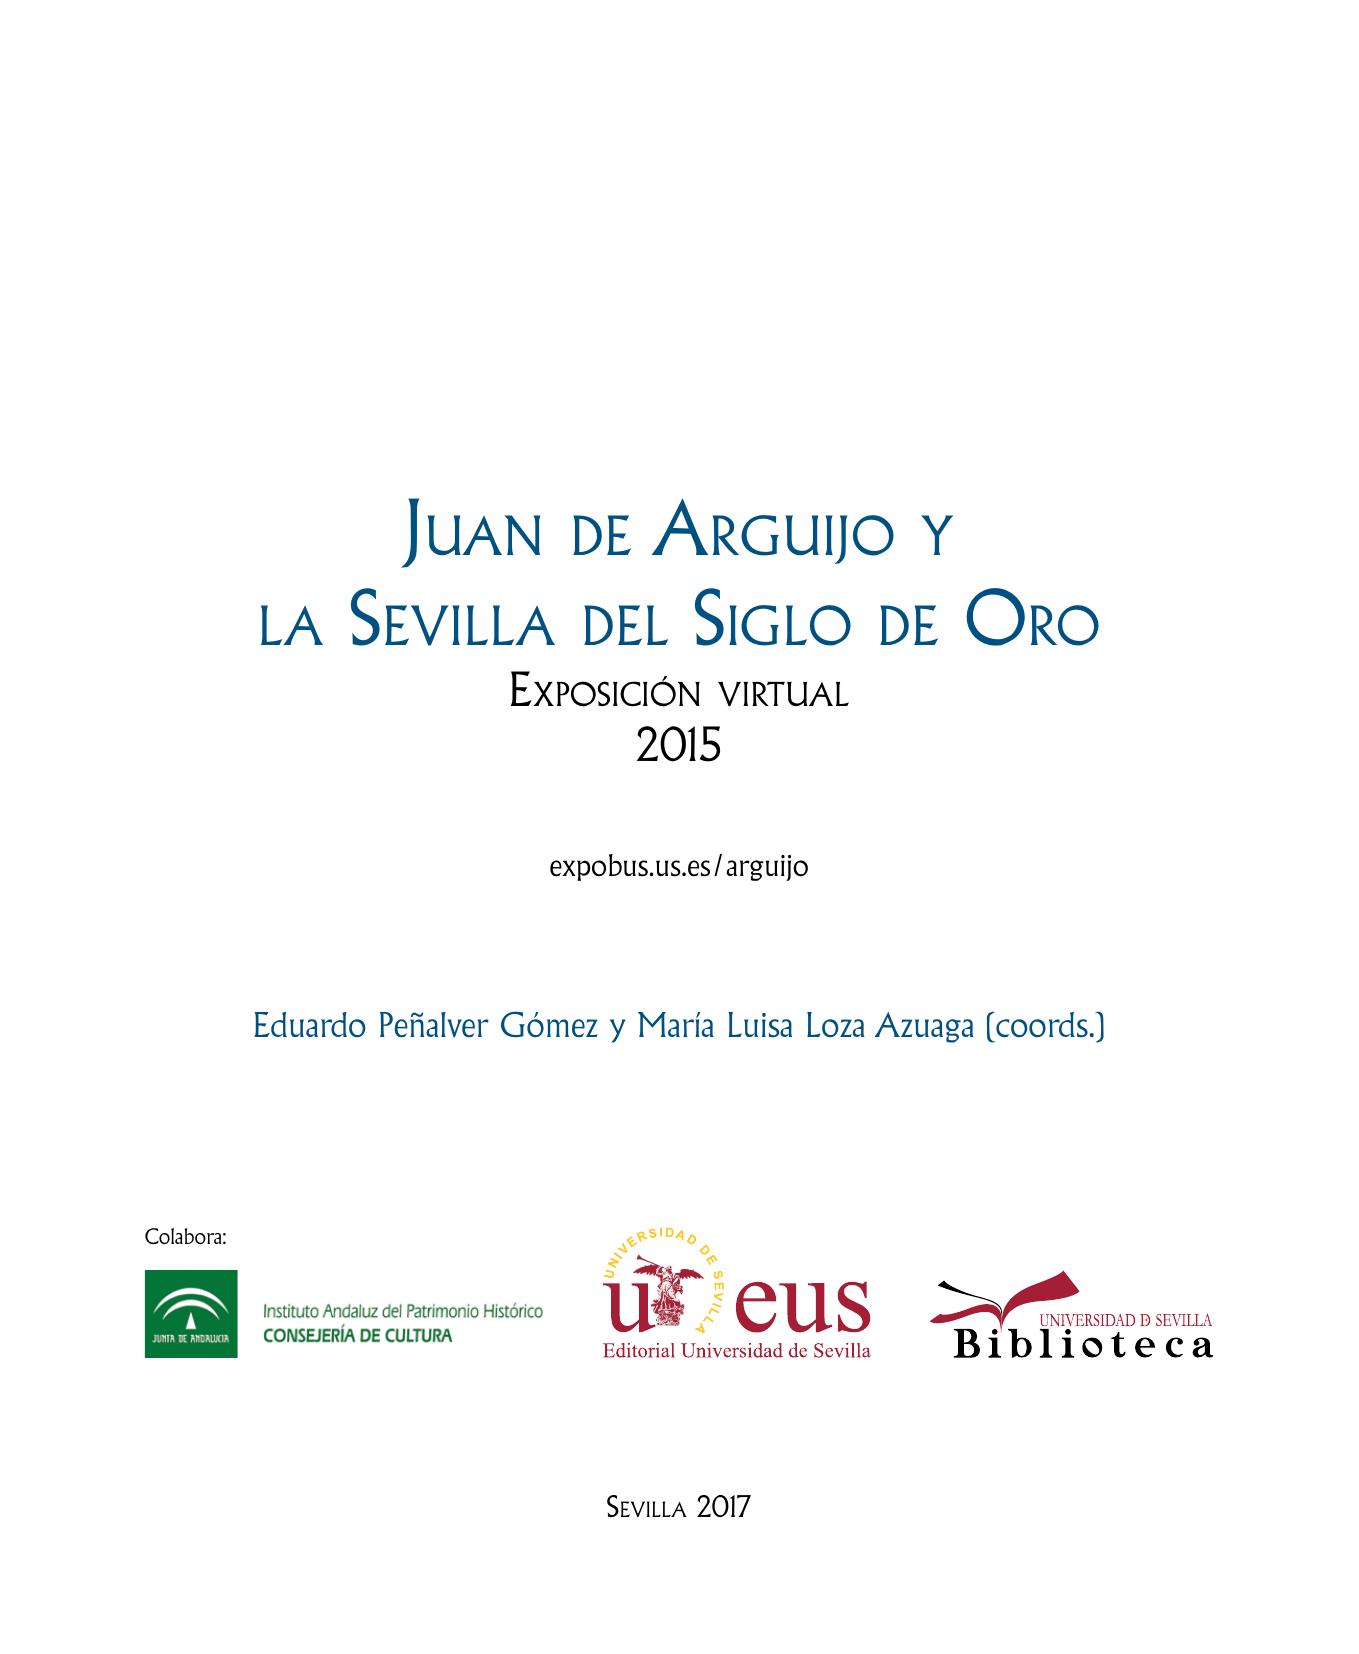 Juan de Arguijo y
la Sevilla del Siglo de Oro
Exposición virtual
2015
expobus.us.es/arguijo
Eduardo Peñalver Gómez y María Luisa Loza Azuaga (coords.)
Colabora:
JUNTA DE ANDALUCIA
Instituto Andaluz del Patrimonio Histórico
CONSEJERÍA DE CULTURA
UNIVERSIDAD DE SEVILLA
eus
Editorial Universidad de Sevilla
UNIVERSIDAD D SEVILLA
Biblioteca
Sevilla 2017